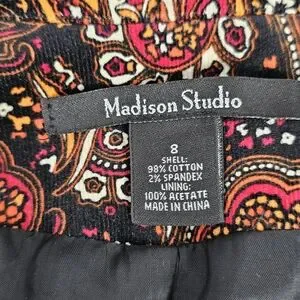 Madison Studio
8
SHELL:
98% COTTON
2% SPANDEX
LINING:
100% ACETATE
MADE IN CHINA